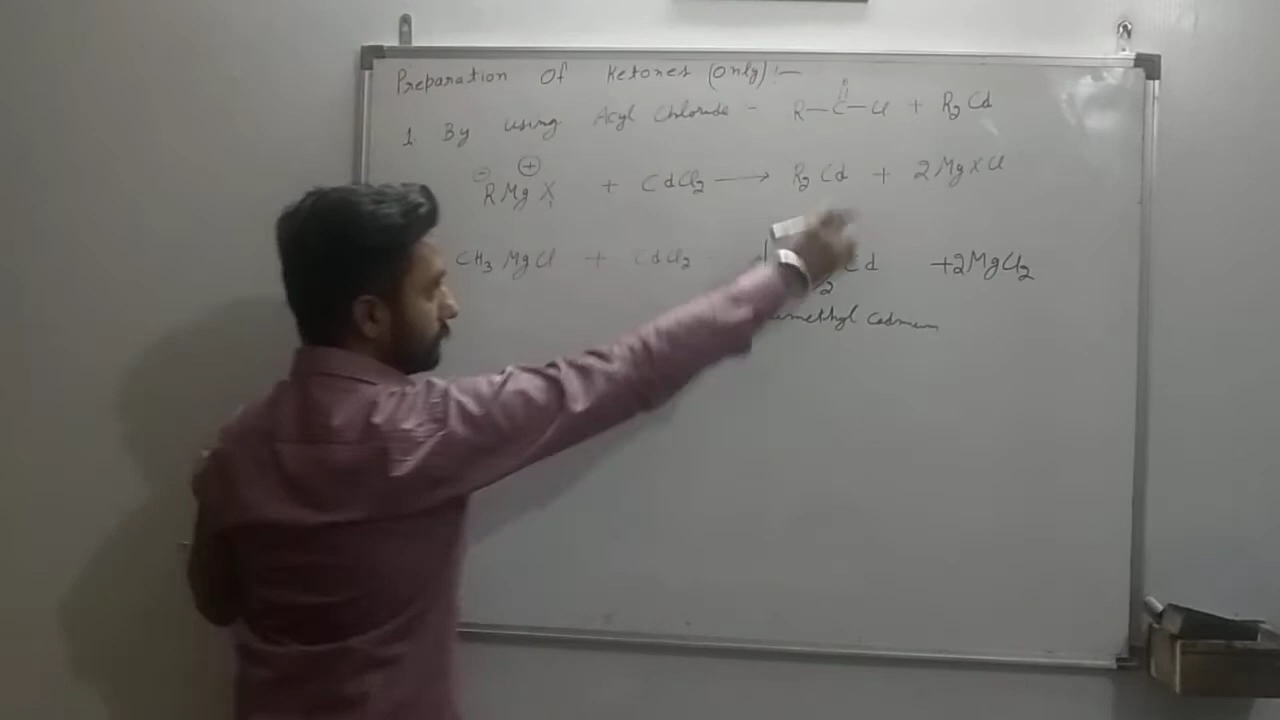 Preparation Of Ketones (only) :—
1. By using Acyl Chloride - R—C—Cl + R2Cd
O
⊖ ⊕
RMgX + CdCl2 ⟶ R2Cd + 2MgXCl
CH3MgCl + CdCl2 Cd +2MgCl2
2
Cadmium